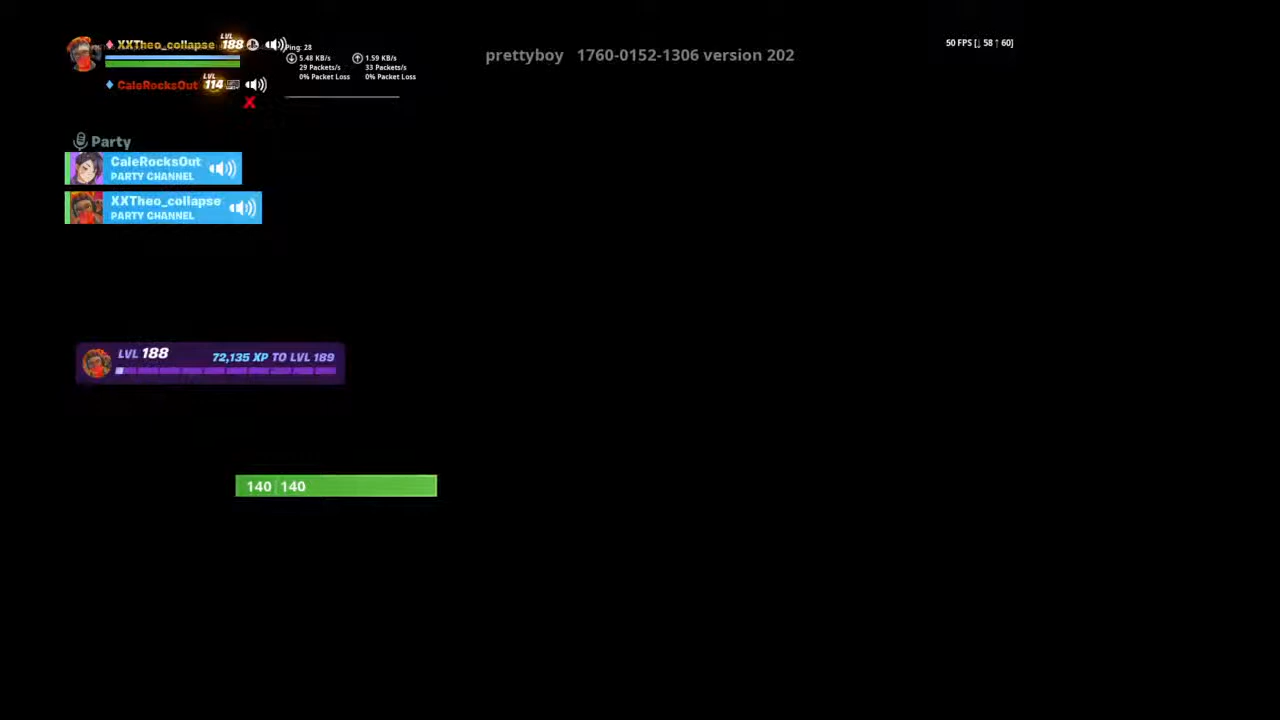 XXTheo_collapse LVL 188
Ping: 28
5.48 KB/s 1.59 KB/s
29 Packets/s 33 Packets/s
0% Packet Loss 0% Packet Loss
CaleRocksOut LVL 114
X
prettyboy 1760-0152-1306 version 202
50 FPS [↓ 58 ↑ 60]
Party
CaleRocksOut
PARTY CHANNEL
XXTheo_collapse
PARTY CHANNEL
LVL 188 72,135 XP TO LVL 189
140 | 140